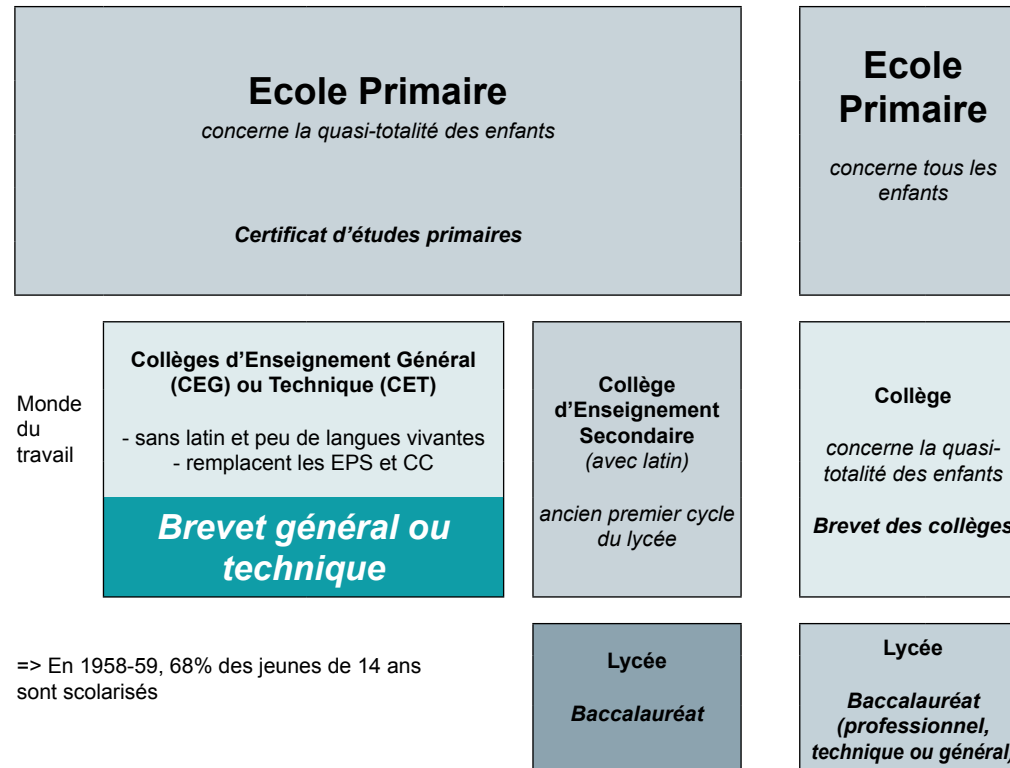 Ecole Primaire
concerne la quasi-totalité des enfants
Certificat d'études primaires
Ecole
Primaire
concerne tous les
enfants
Monde
du
travail
Collèges d'Enseignement Général
(CEG) ou Technique (CET)
- sans latin et peu de langues vivantes
- remplacent les EPS et CC
Brevet général ou
technique
Collège
d'Enseignement
Secondaire
(avec latin)
ancien premier cycle
du lycée
Collège
concerne la quasi-
totalité des enfants
Brevet des collèges
=> En 1958-59, 68% des jeunes de 14 ans
sont scolarisés
Lycée
Baccalauréat
Lycée
Baccalauréat
(professionnel,
technique ou général)